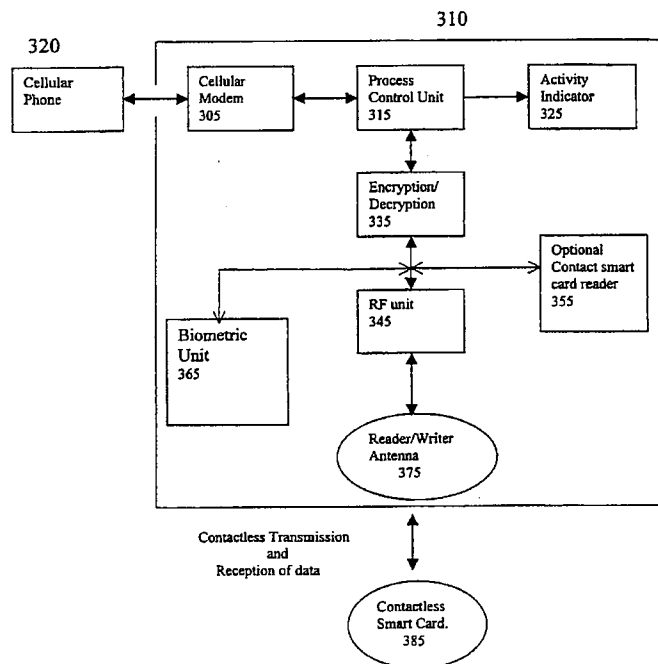 310
320
Cellular
Phone
Cellular
Modem
305
Process
Control Unit
315
Activity
Indicator
325
Encryption/
Decryption
335
Optional
Contact smart
card reader
355
RF unit
345
Biometric
Unit
365
Reader/Writer
Antenna
375
Contactless Transmission
and
Reception of data
Contactless
Smart Card.
385